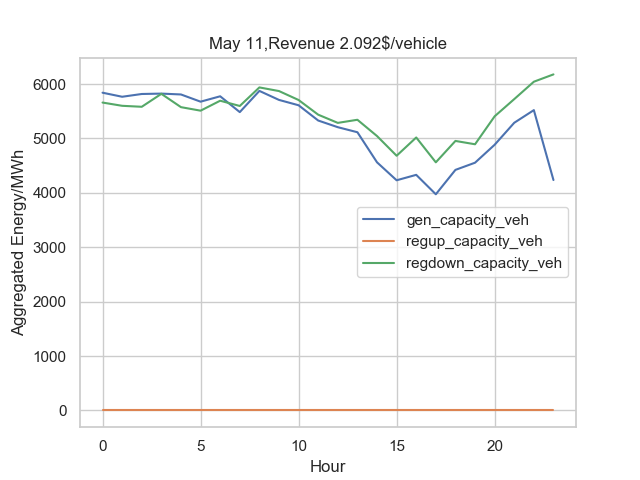 May 11,Revenue 2.092$/vehicle
Aggregated Energy/MWh
6000
5000
4000
3000
2000
1000
0
gen_capacity_veh
regup_capacity_veh
regdown_capacity_veh
0 5 10 15 20
Hour